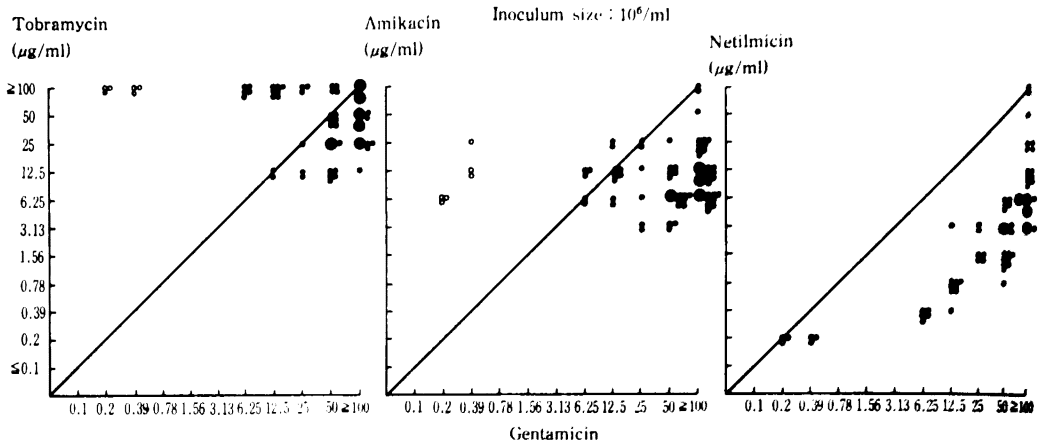 Inoculum size : 10⁶/ml
Tobramycin
(μg/ml)
Amikacin
(μg/ml)
Netilmicin
(μg/ml)
≥100
50
25
12.5
6.25
3.13
1.56
0.78
0.39
0.2
≤0.1
0.1 0.2 0.39 0.78 1.56 3.13 6.25 12.5 25 50 ≥100
0.1 0.2 0.39 0.78 1.56 3.13 6.25 12.5 25 50 ≥100
0.1 0.2 0.39 0.78 1.56 3.13 6.25 12.5 25 50 ≥100
Gentamicin